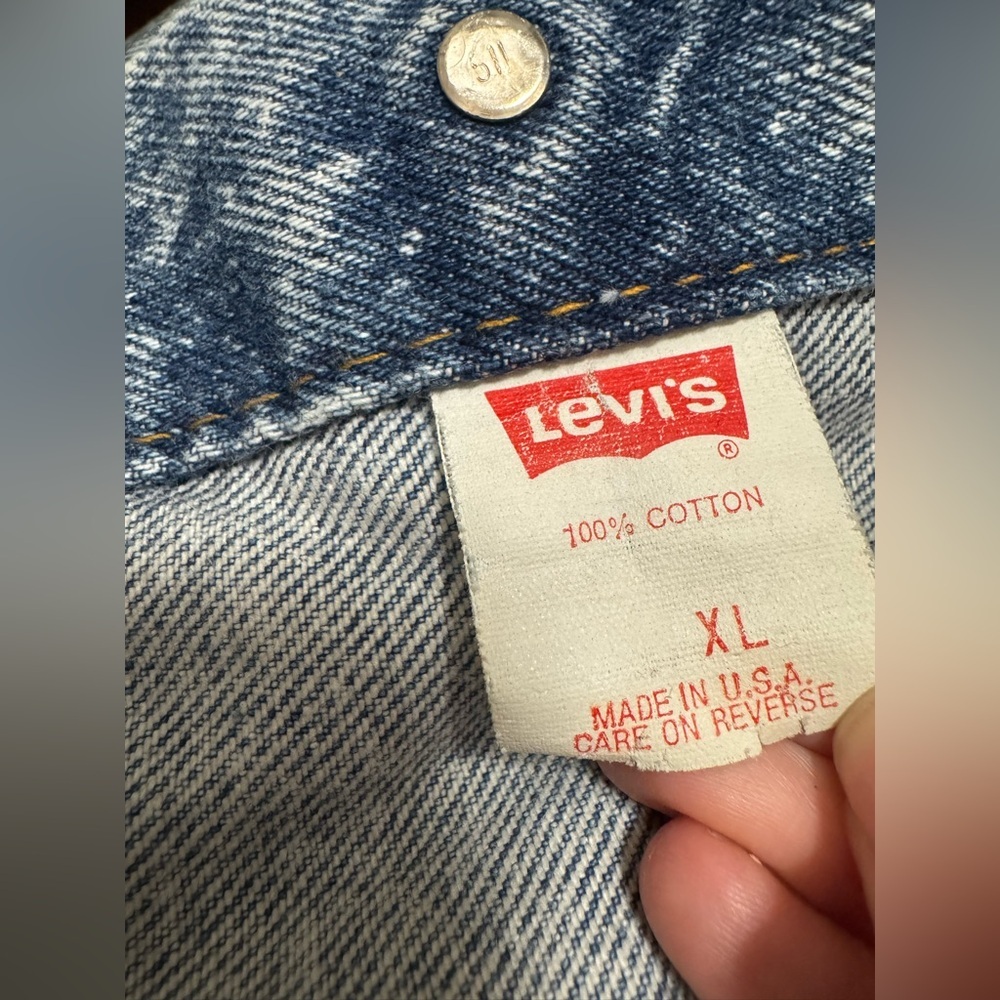 511
Levi's
®
100% COTTON
XL
MADE IN U.S.A.
CARE ON REVERSE